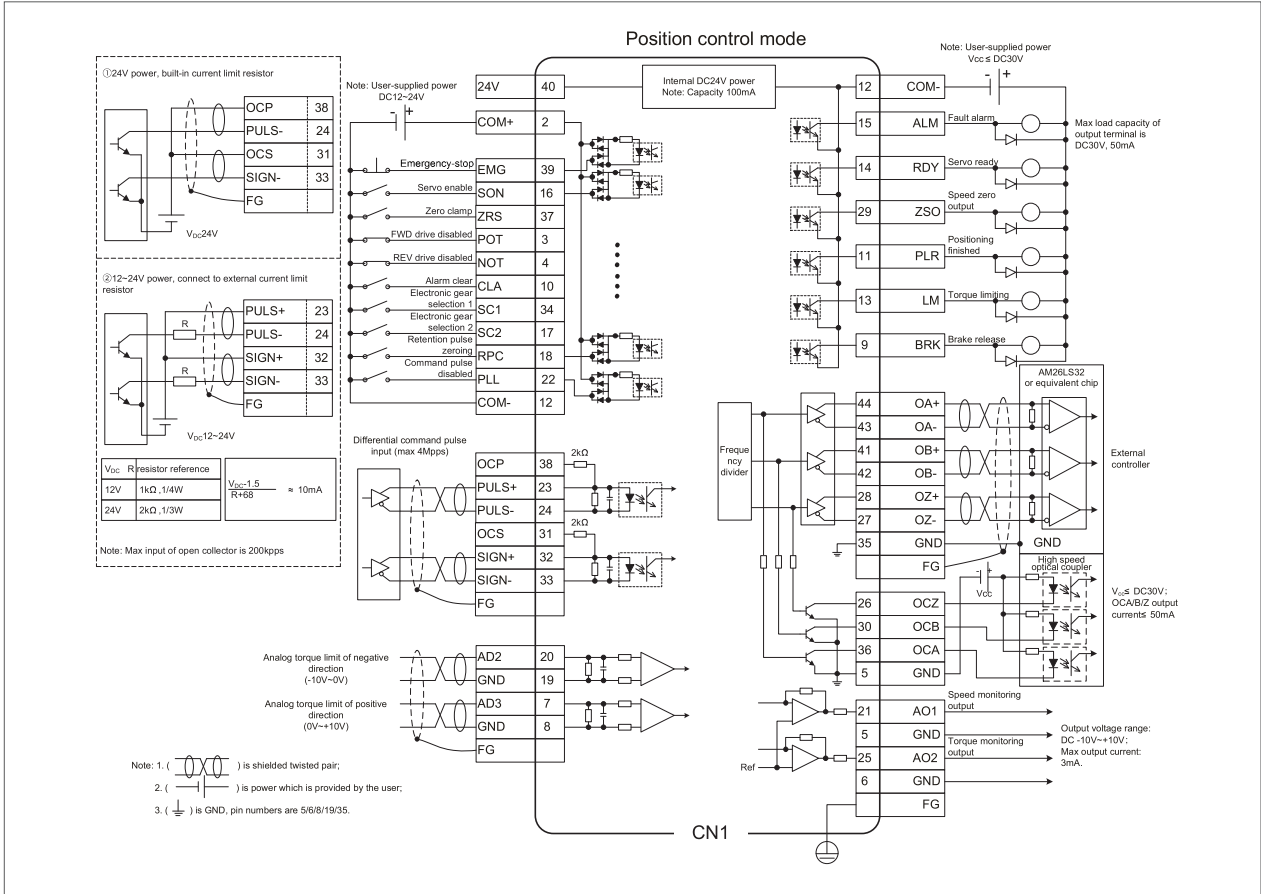 Position control mode
①24V power, built-in current limit resistor
OCP 38
PULS- 24
OCS 31
SIGN- 33
FG
VDC24V
②12~24V power, connect to external current limit
resistor
PULS+ 23
R
PULS- 24
SIGN+ 32
R
SIGN- 33
FG
VDC12~24V
VDC R resistor reference
12V 1kΩ ,1/4W
24V 2kΩ ,1/3W
VDC-1.5
R+68
≈ 10mA
Note: Max input of open collector is 200kpps
Note: User-supplied power
DC12~24V
- +
24V 40
COM+ 2
Emergency-stop
EMG 39
Servo enable
SON 16
Zero clamp
ZRS 37
FWD drive disabled
POT 3
REV drive disabled
NOT 4
Alarm clear
CLA 10
Electronic gear
selection 1
SC1 34
Electronic gear
selection 2
SC2 17
Retention pulse
zeroing
RPC 18
Command pulse
disabled
PLL 22
COM- 12
Differential command pulse
input (max 4Mpps)
OCP 38
2kΩ
PULS+ 23
PULS- 24
OCS 31
2kΩ
SIGN+ 32
SIGN- 33
FG
Analog torque limit of negative
direction
(-10V~0V)
AD2 20
GND 19
Analog torque limit of positive
direction
(0V~+10V)
AD3 7
GND 8
FG
Note: 1. ( ) is shielded twisted pair;
2. ( ) is power which is provided by the user;
3. ( ) is GND, pin numbers are 5/6/8/19/35.
Internal DC24V power
Note: Capacity 100mA
Note: User-supplied power
Vcc ≤ DC30V
- +
12 COM-
15 ALM
Fault alarm
Max load capacity of
output terminal is
DC30V, 50mA
14 RDY
Servo ready
29 ZSO
Speed zero
output
11 PLR
Positioning
finished
13 LM
Torque limiting
9 BRK
Brake release
AM26LS32
or equivalent chip
Freque
ncy
divider
44 OA+
43 OA-
41 OB+
42 OB-
28 OZ+
27 OZ-
35 GND
FG
External
controller
GND
High speed
optical coupler
- +
Vcc
26 OCZ
30 OCB
36 OCA
5 GND
Vcc≤ DC30V;
OCA/B/Z output
current≤ 50mA
21 AO1
Speed monitoring
output
5 GND
25 AO2
Torque monitoring
output
6 GND
FG
Ref
Output voltage range:
DC -10V~+10V;
Max output current:
3mA.
CN1